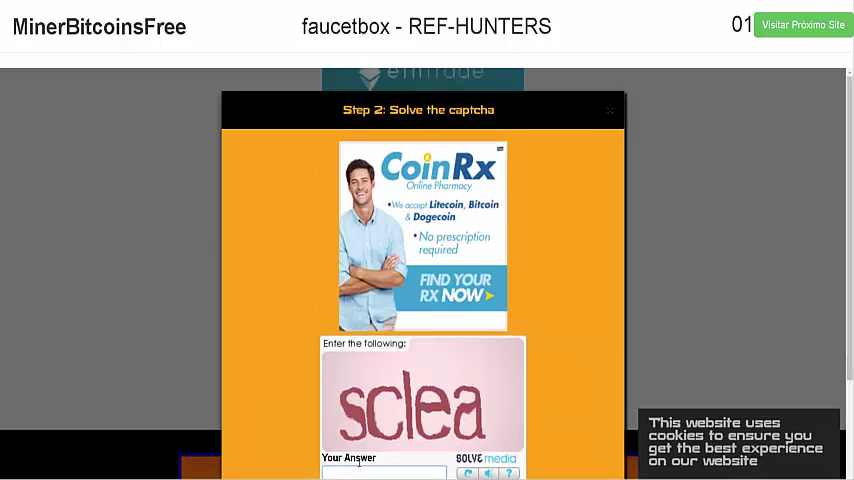 MinerBitcoinsFree
faucetbox - REF-HUNTERS
01
Visitar Próximo Site
ethtrade
Step 2: Solve the captcha
CoinRx
Online Pharmacy
•We accept Litecoin, Bitcoin
& Dogecoin
•No prescription
required
FIND YOUR
RX NOW
Enter the following:
sclea
Your Answer
SOLVE media
?
This website uses
cookies to ensure you
get the best experience
on our website